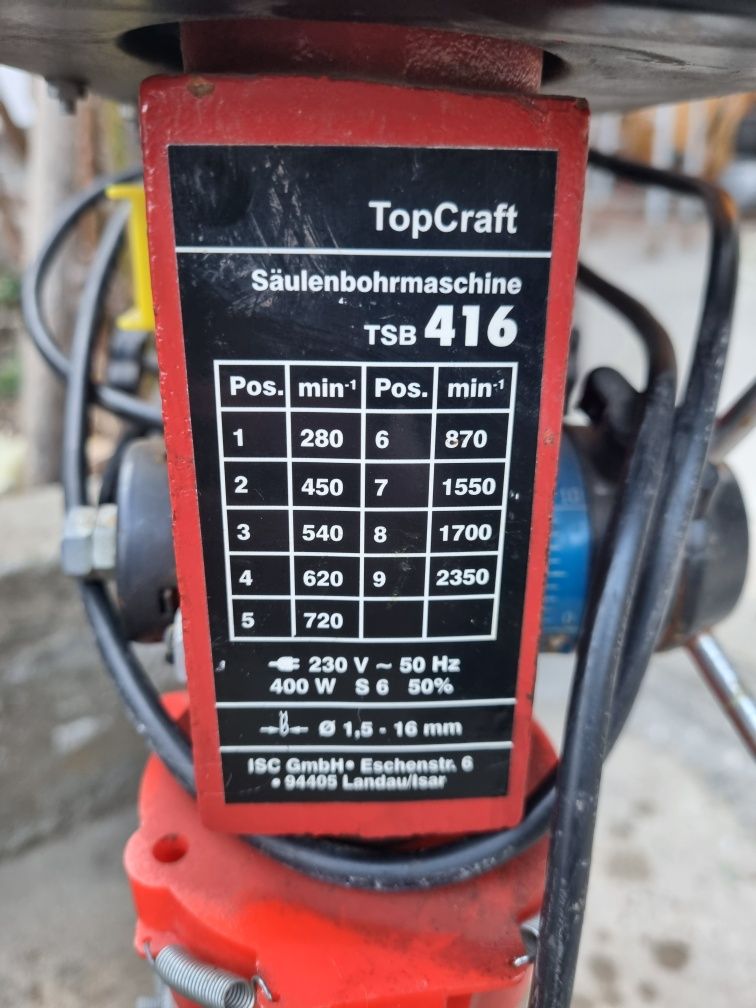 TopCraft
Säulenbohrmaschine
TSB 416
Pos. min-1 Pos. min-1
1 280 6 870
2 450 7 1550
3 540 8 1700
4 620 9 2350
5 720
230 V ~ 50 Hz
400 W S 6 50%
Ø 1,5 - 16 mm
ISC GmbH • Eschenstr. 6
• 94405 Landau/Isar